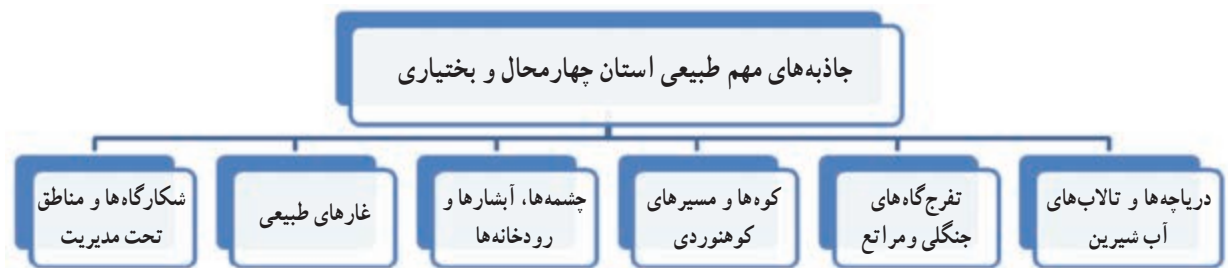 جاذبه‌های مهم طبیعی استان چهارمحال و بختیاری
دریاچه‌ها و تالاب‌های
آب شیرین
تفرج‌گاه‌های
جنگلی و مراتع
کوه‌ها و مسیرهای
کوهنوردی
چشمه‌ها، آبشارها و
رودخانه‌ها
غارهای طبیعی
شکارگاه‌ها و مناطق
تحت مدیریت